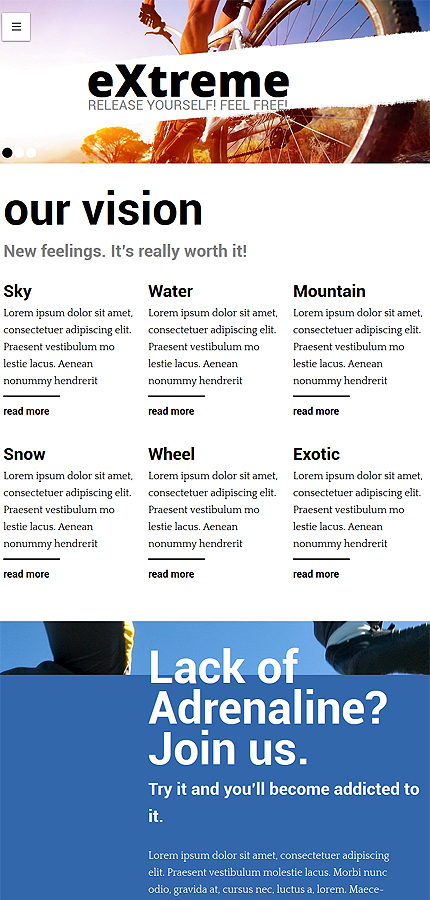 eXtreme
RELEASE YOURSELF! FEEL FREE!
our vision
New feelings. It's really worth it!
Sky
Lorem ipsum dolor sit amet,
consectetuer adipiscing elit.
Praesent vestibulum mo
lestie lacus. Aenean
nonummy hendrerit
read more
Water
Lorem ipsum dolor sit amet,
consectetuer adipiscing elit.
Praesent vestibulum mo
lestie lacus. Aenean
nonummy hendrerit
read more
Mountain
Lorem ipsum dolor sit amet,
consectetuer adipiscing elit.
Praesent vestibulum mo
lestie lacus. Aenean
nonummy hendrerit
read more
Snow
Lorem ipsum dolor sit amet,
consectetuer adipiscing elit.
Praesent vestibulum mo
lestie lacus. Aenean
nonummy hendrerit
read more
Wheel
Lorem ipsum dolor sit amet,
consectetuer adipiscing elit.
Praesent vestibulum mo
lestie lacus. Aenean
nonummy hendrerit
read more
Exotic
Lorem ipsum dolor sit amet,
consectetuer adipiscing elit.
Praesent vestibulum mo
lestie lacus. Aenean
nonummy hendrerit
read more
Lack of
Adrenaline?
Join us.
Try it and you'll become addicted to
it.
Lorem ipsum dolor sit amet, consectetuer adipiscing
elit. Praesent vestibulum molestie lacus. Morbi nunc
odio, gravida at, cursus nec, luctus a, lorem. Maece-